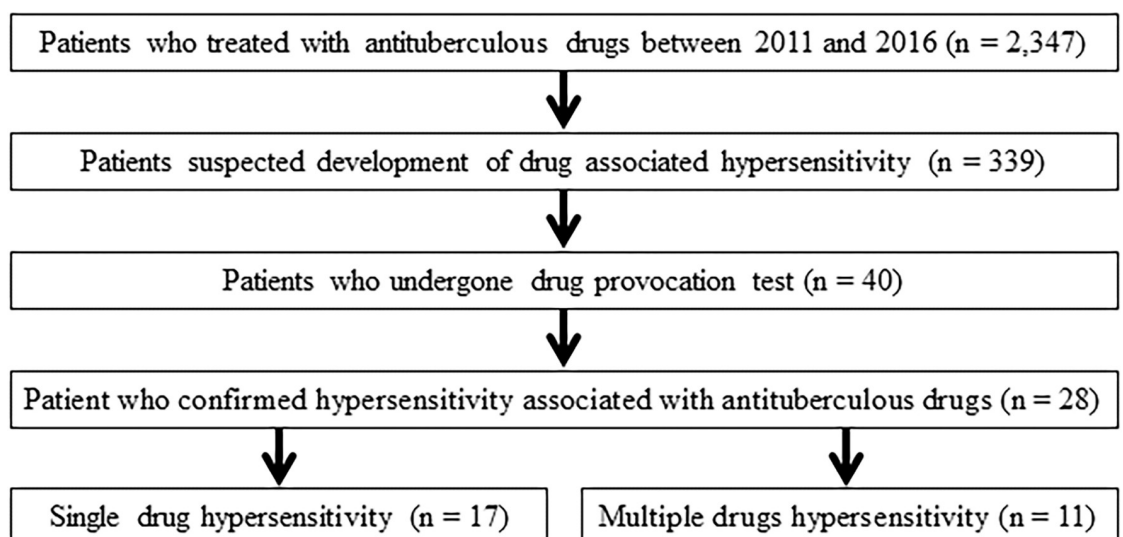 Patients who treated with antituberculous drugs between 2011 and 2016 (n = 2,347)
Patients suspected development of drug associated hypersensitivity (n = 339)
Patients who undergone drug provocation test (n = 40)
Patient who confirmed hypersensitivity associated with antituberculous drugs (n = 28)
Single drug hypersensitivity (n = 17)
Multiple drugs hypersensitivity (n = 11)